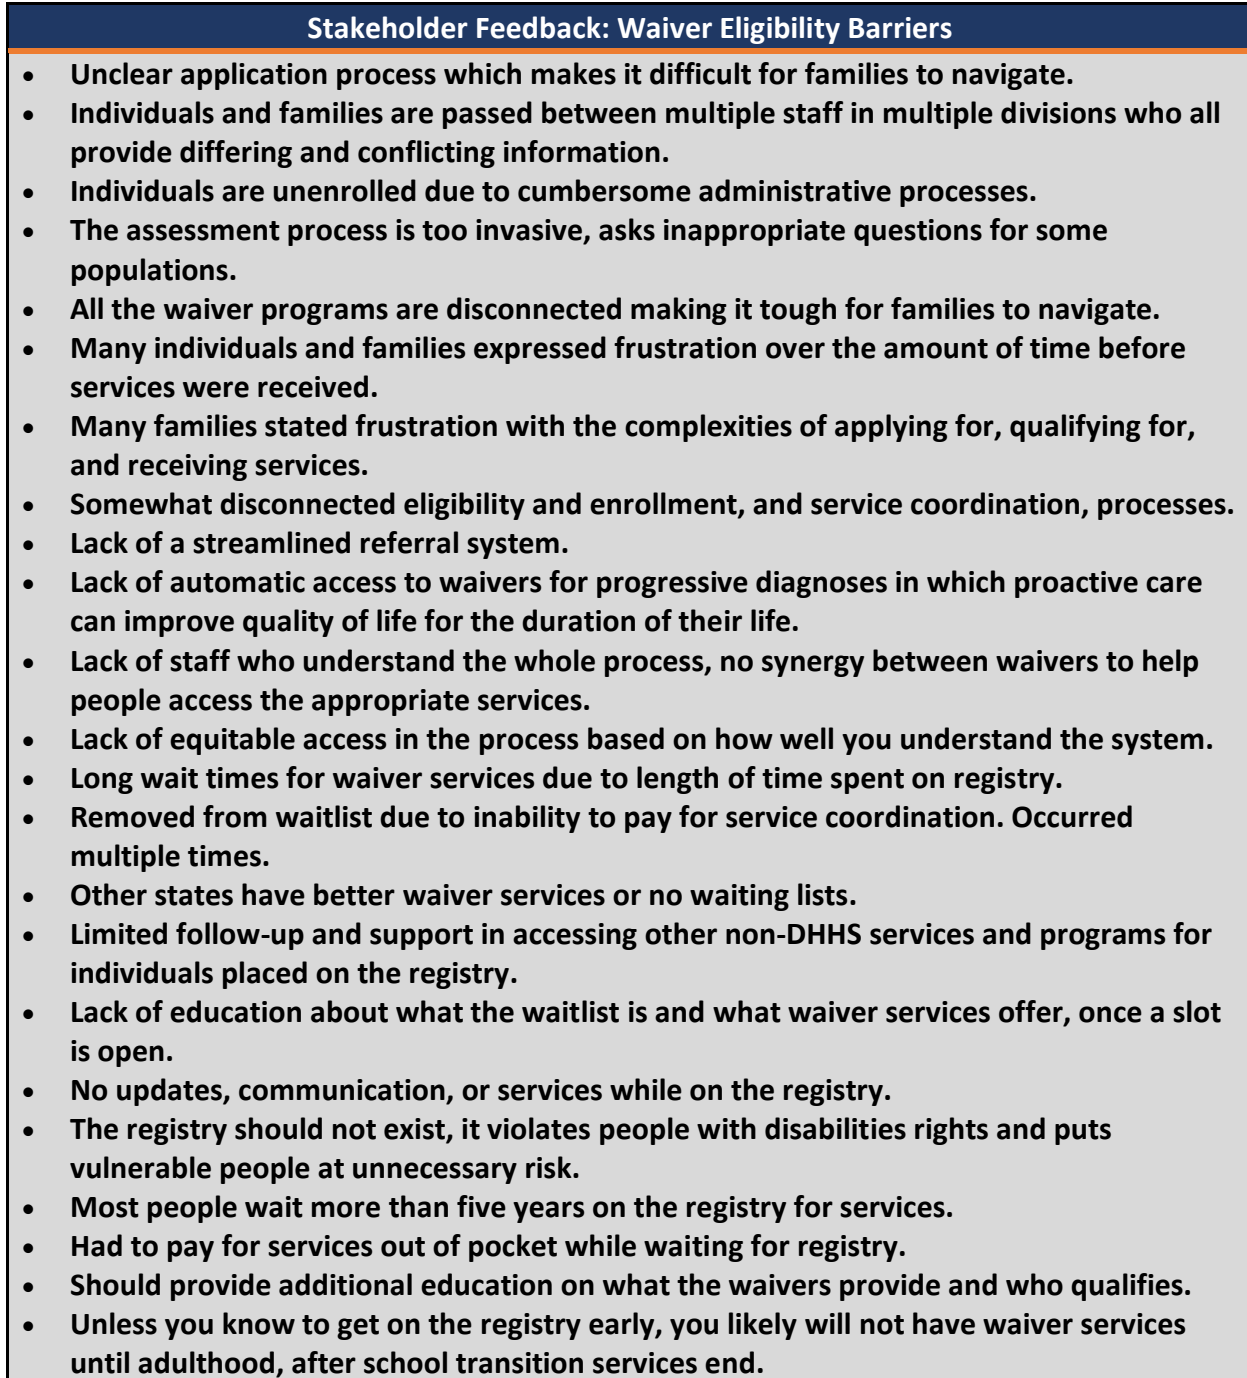 Stakeholder Feedback: Waiver Eligibility Barriers
• Unclear application process which makes it difficult for families to navigate.
• Individuals and families are passed between multiple staff in multiple divisions who all
provide differing and conflicting information.
• Individuals are unenrolled due to cumbersome administrative processes.
• The assessment process is too invasive, asks inappropriate questions for some
populations.
• All the waiver programs are disconnected making it tough for families to navigate.
• Many individuals and families expressed frustration over the amount of time before
services were received.
• Many families stated frustration with the complexities of applying for, qualifying for,
and receiving services.
• Somewhat disconnected eligibility and enrollment, and service coordination, processes.
• Lack of a streamlined referral system.
• Lack of automatic access to waivers for progressive diagnoses in which proactive care
can improve quality of life for the duration of their life.
• Lack of staff who understand the whole process, no synergy between waivers to help
people access the appropriate services.
• Lack of equitable access in the process based on how well you understand the system.
• Long wait times for waiver services due to length of time spent on registry.
• Removed from waitlist due to inability to pay for service coordination. Occurred
multiple times.
• Other states have better waiver services or no waiting lists.
• Limited follow-up and support in accessing other non-DHHS services and programs for
individuals placed on the registry.
• Lack of education about what the waitlist is and what waiver services offer, once a slot
is open.
• No updates, communication, or services while on the registry.
• The registry should not exist, it violates people with disabilities rights and puts
vulnerable people at unnecessary risk.
• Most people wait more than five years on the registry for services.
• Had to pay for services out of pocket while waiting for registry.
• Should provide additional education on what the waivers provide and who qualifies.
• Unless you know to get on the registry early, you likely will not have waiver services
until adulthood, after school transition services end.